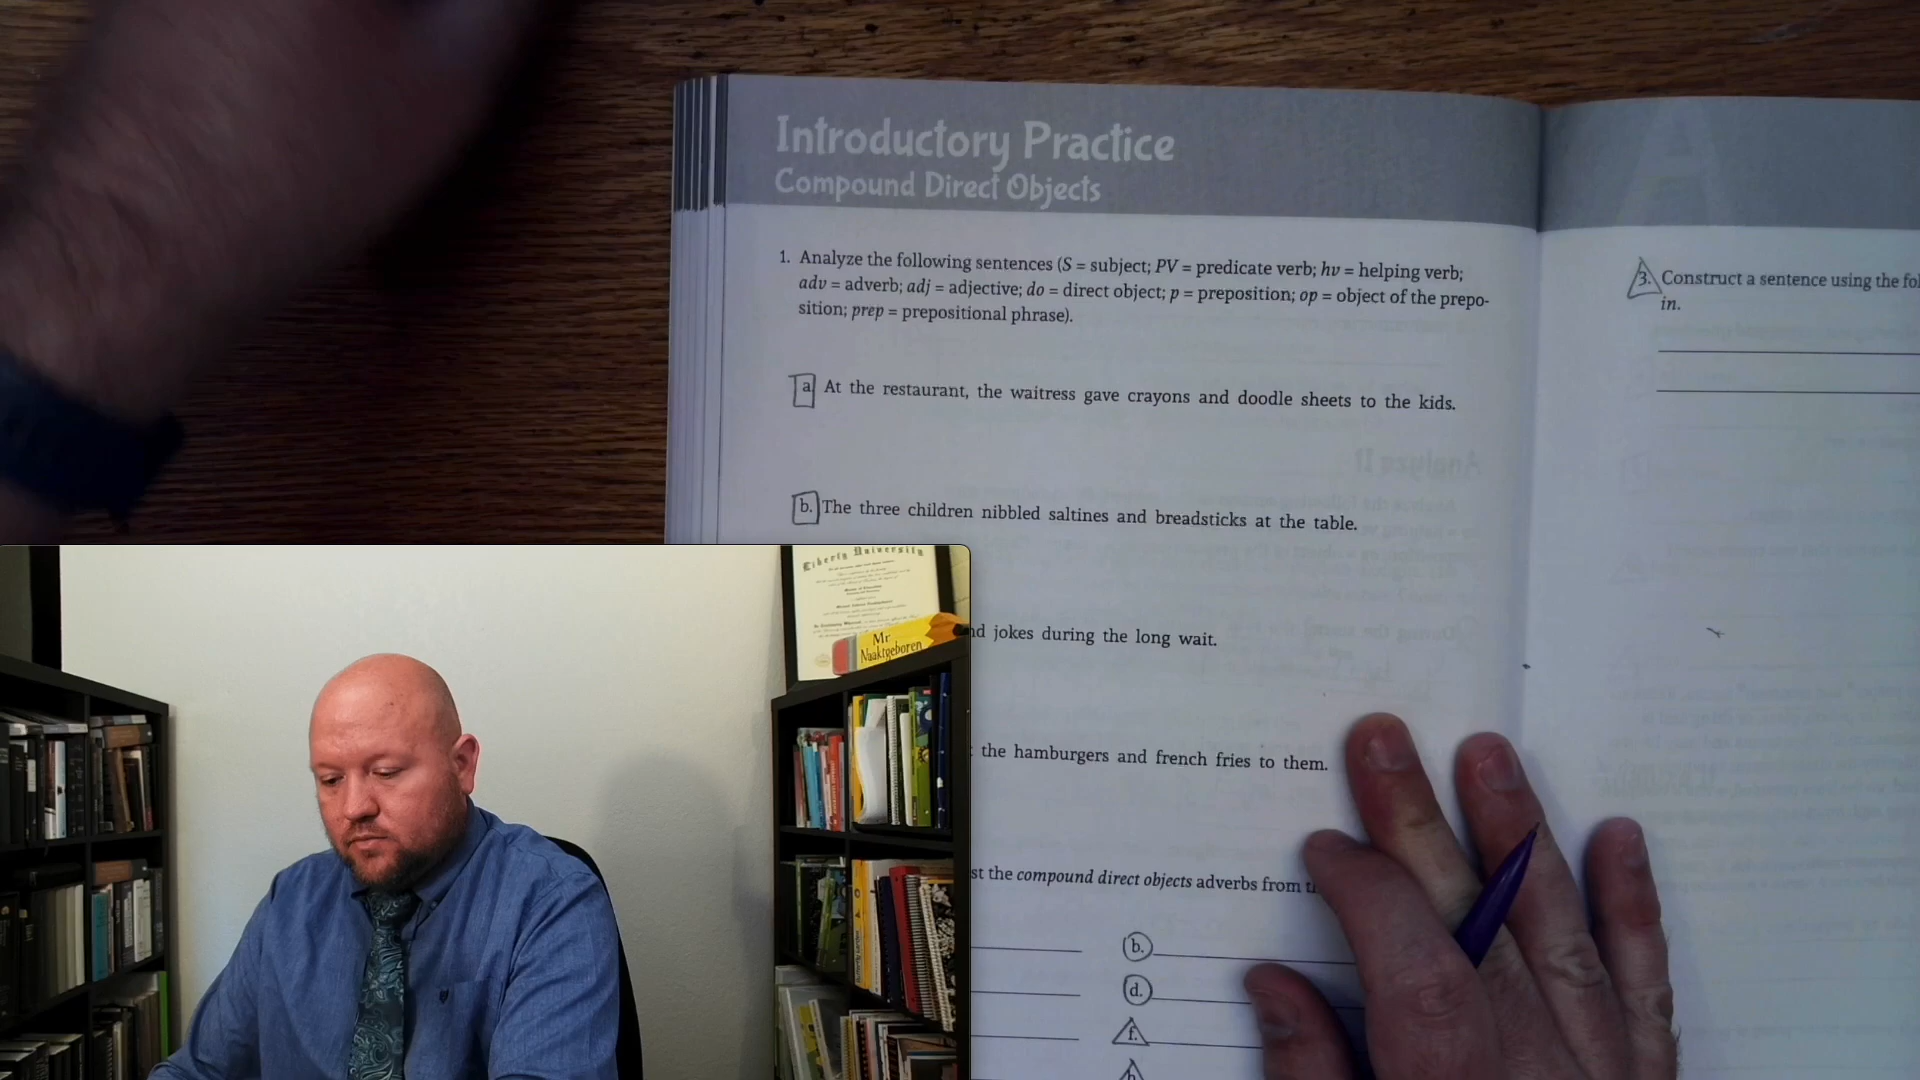 Introductory Practice
Compound Direct Objects
1. Analyze the following sentences (S = subject; PV = predicate verb; hv = helping verb;
adv = adverb; adj = adjective; do = direct object; p = preposition; op = object of the prepo-
sition; prep = prepositional phrase).
a At the restaurant, the waitress gave crayons and doodle sheets to the kids.
b. The three children nibbled saltines and breadsticks at the table.
nd jokes during the long wait.
the hamburgers and french fries to them.
st the compound direct objects adverbs from
b.
d.
f.
h
3. Construct a sentence using the fol
in.
Liberty University
Mr
Naaktgeboren